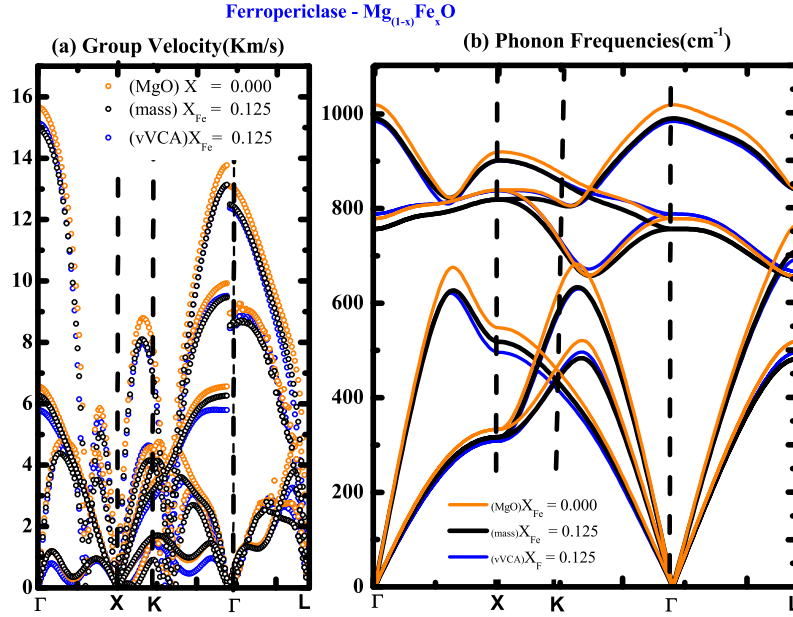 Ferropericlase - Mg(1-x)FexO
(a) Group Velocity(Km/s)
(b) Phonon Frequencies(cm-1)
16
14
12
10
8
6
4
2
0
(MgO) X = 0.000
(mass) XFe = 0.125
(vVCA)XFe= 0.125
Γ X K Γ L
1000
800
600
400
200
0
(MgO)XFe = 0.000
(mass)XFe = 0.125
(vVCA)XF = 0.125
Γ X K Γ L